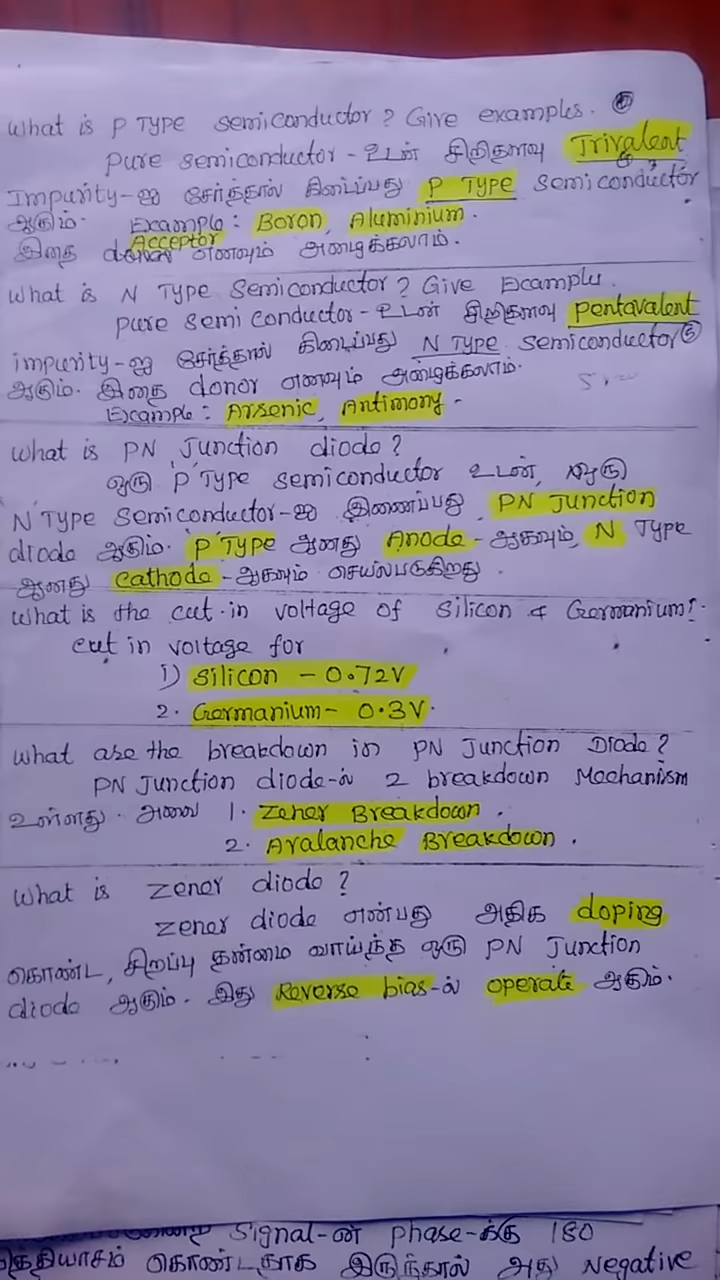 What is P Type semiconductor? Give examples.
Pure semiconductor - உடன் சிறிதளவு Trivalent
Impurity-ஐ சேர்த்தால் கிடைப்பது P Type semiconductor
ஆகும். Example: Boron, Aluminium.
இதை Acceptor எனவும் அழைக்கலாம்.
What is N Type Semiconductor? Give Example.
Pure semi conductor - உடன் சிறிதளவு pentavalent
impurity-ஐ சேர்த்தால் கிடைப்பது N Type semiconductor ⑤
ஆகும். இதை donor எனவும் அழைக்கலாம்.
Example: Arsenic, Antimony.
What is PN Junction diode?
ஒரு 'P' Type semiconductor உடன், ஒரு
N Type Semiconductor-ஐ இணைப்பது PN Junction
diode ஆகும். P Type ஆனது Anode - ஆகவும், N Type
ஆனது Cathode - ஆகவும் செயல்படுகிறது.
What is the cut-in voltage of silicon & Germanium?
cut in voltage for
1) Silicon - 0.72V
2. Germanium - 0.3V.
What are the breakdown in PN Junction Diode?
PN Junction diode-ல் 2 breakdown Mechanism
உள்ளது. அவை 1. Zener Breakdown.
2. Avalanche Breakdown.
What is zener diode?
zener diode என்பது அதிக doping
கொண்ட, சிறப்பு தன்மை வாய்ந்த ஒரு PN Junction
diode ஆகும். இது Reverse bias-ல் operate ஆகும்.
Signal-ன் phase-க்கு 180
கொண்டதாக இருந்தால் அது Negative